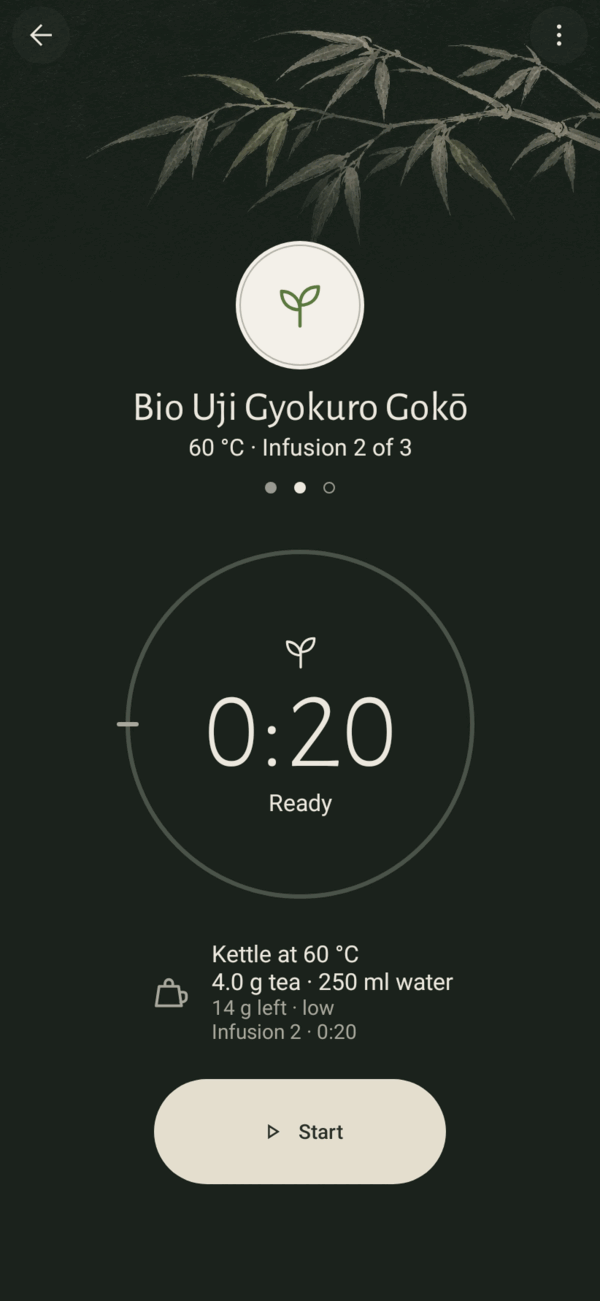 Bio Uji Gyokuro Gokō
60 °C · Infusion 2 of 3
0:20
Ready
Kettle at 60 °C
4.0 g tea · 250 ml water
14 g left · low
Infusion 2 · 0:20
Start